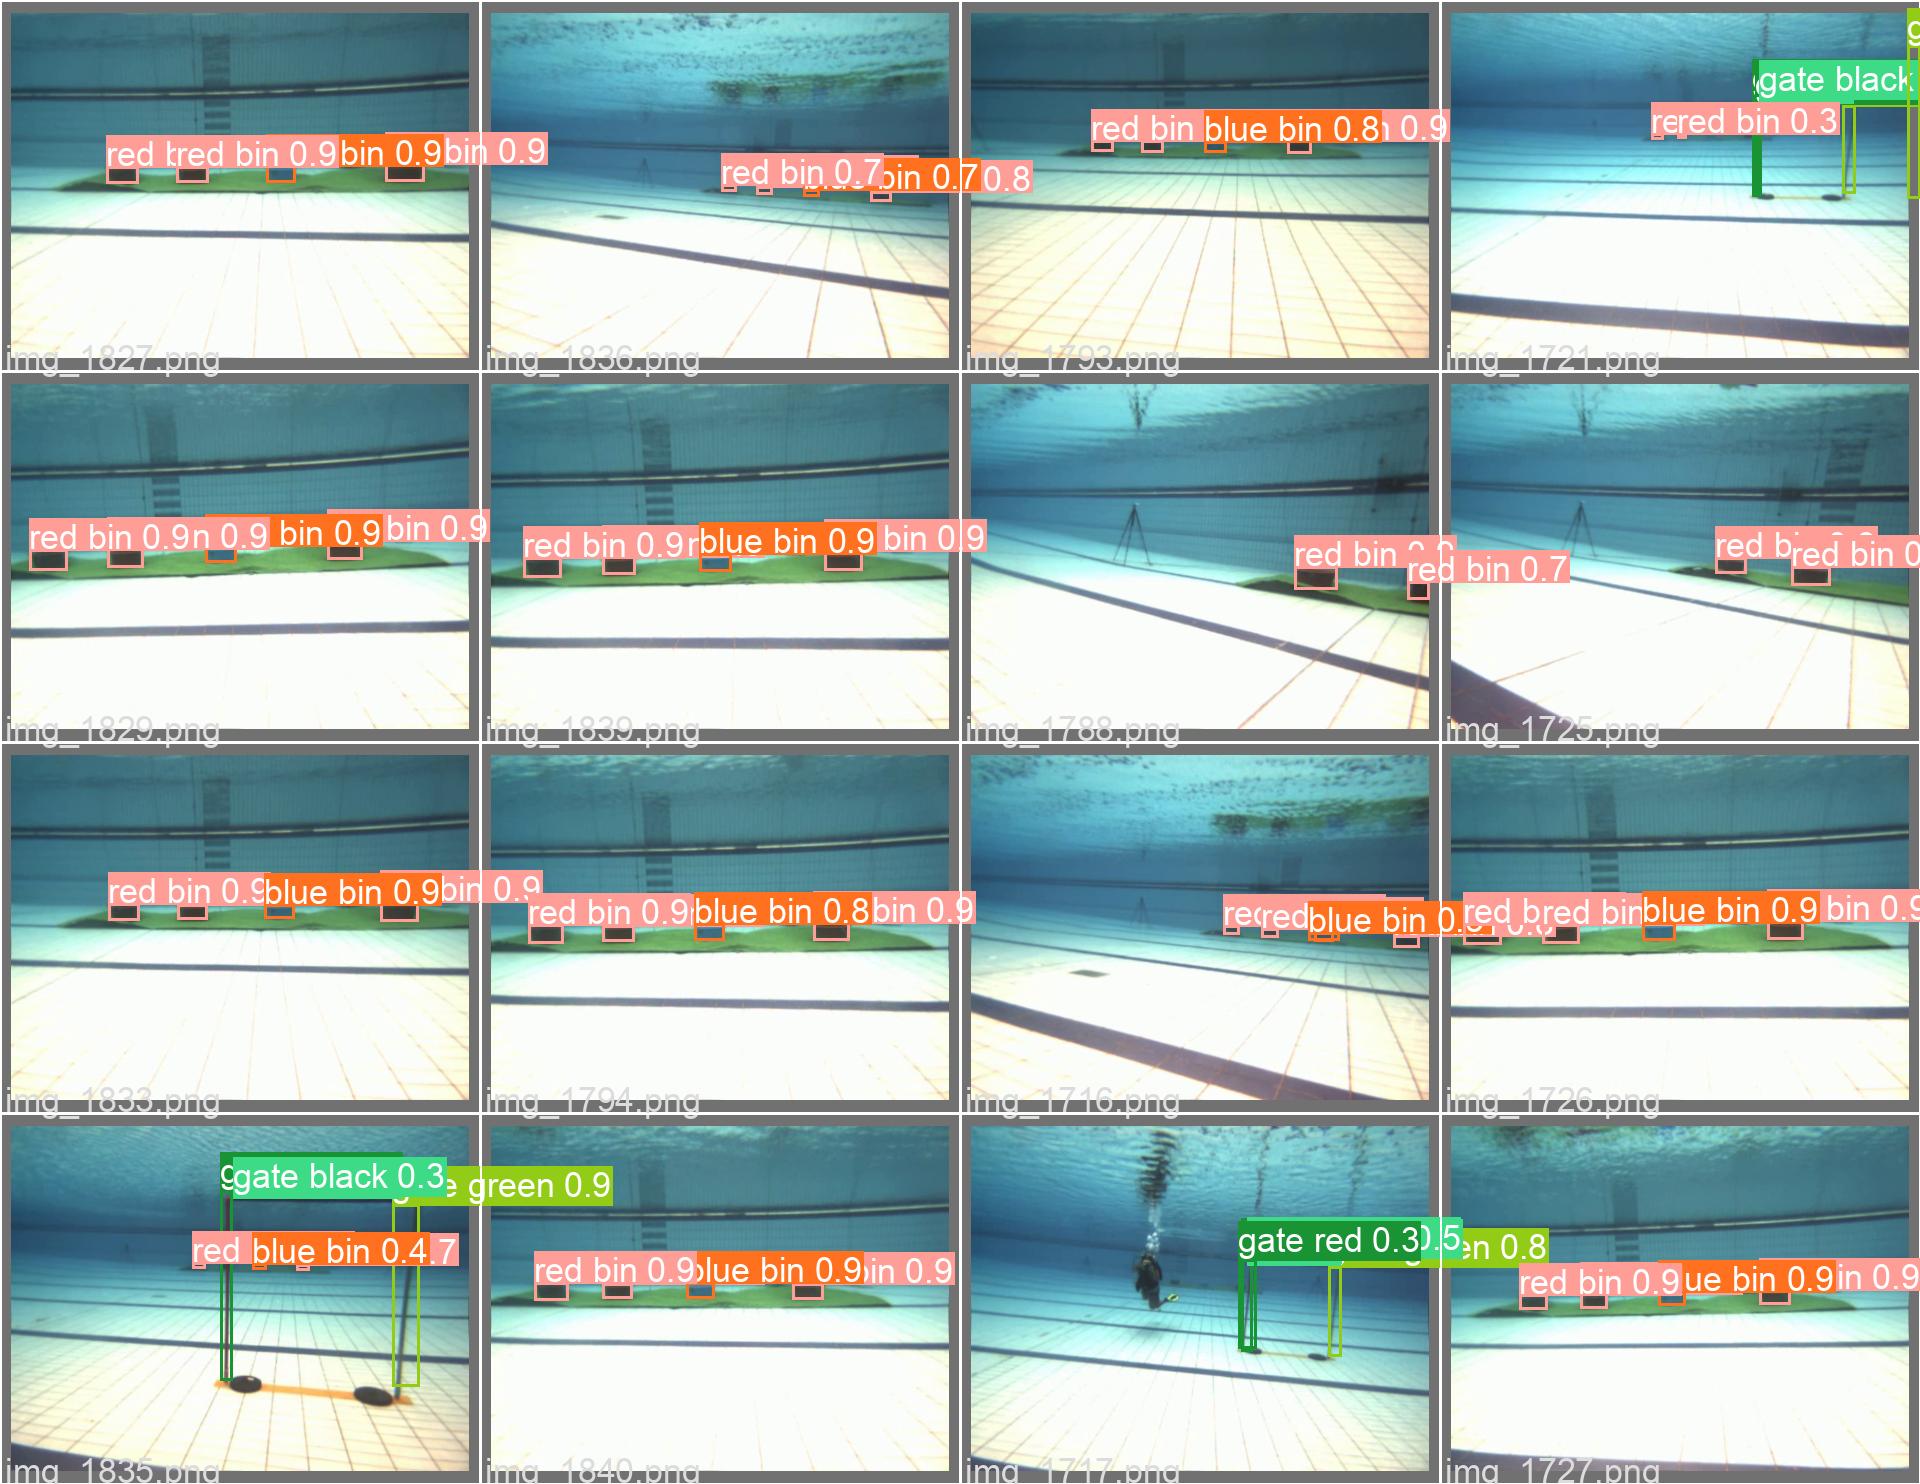 red bin 0.9
bin 0.9
bin 0.9
img_1827.png
red bin 0.7
bin 0.7
0.8
img_1836.png
red bin
blue bin 0.8
0.9
img_1793.png
gate black
red bin 0.3
img_1721.png
red bin 0.9
0.9
bin 0.9
bin 0.9
img_1829.png
red bin 0.9
blue bin 0.9
bin 0.9
img_1839.png
red bin
red bin 0.7
img_1788.png
red
red bin
img_1725.png
red bin 0.9
blue bin 0.9
bin 0.9
img_1833.png
red bin 0.9
blue bin 0.8
bin 0.9
img_1794.png
red
blue bin
img_1716.png
red
red bin
blue bin 0.9
bin
img_1726.png
gate black 0.3
green 0.9
red
blue bin 0.4
.7
img_1835.png
red bin 0.9
blue bin 0.9
bin 0.9
img_1840.png
gate red 0.3
0.5
en 0.8
img_1717.png
red bin 0.9
ue bin 0.9
in 0.9
img_1727.png